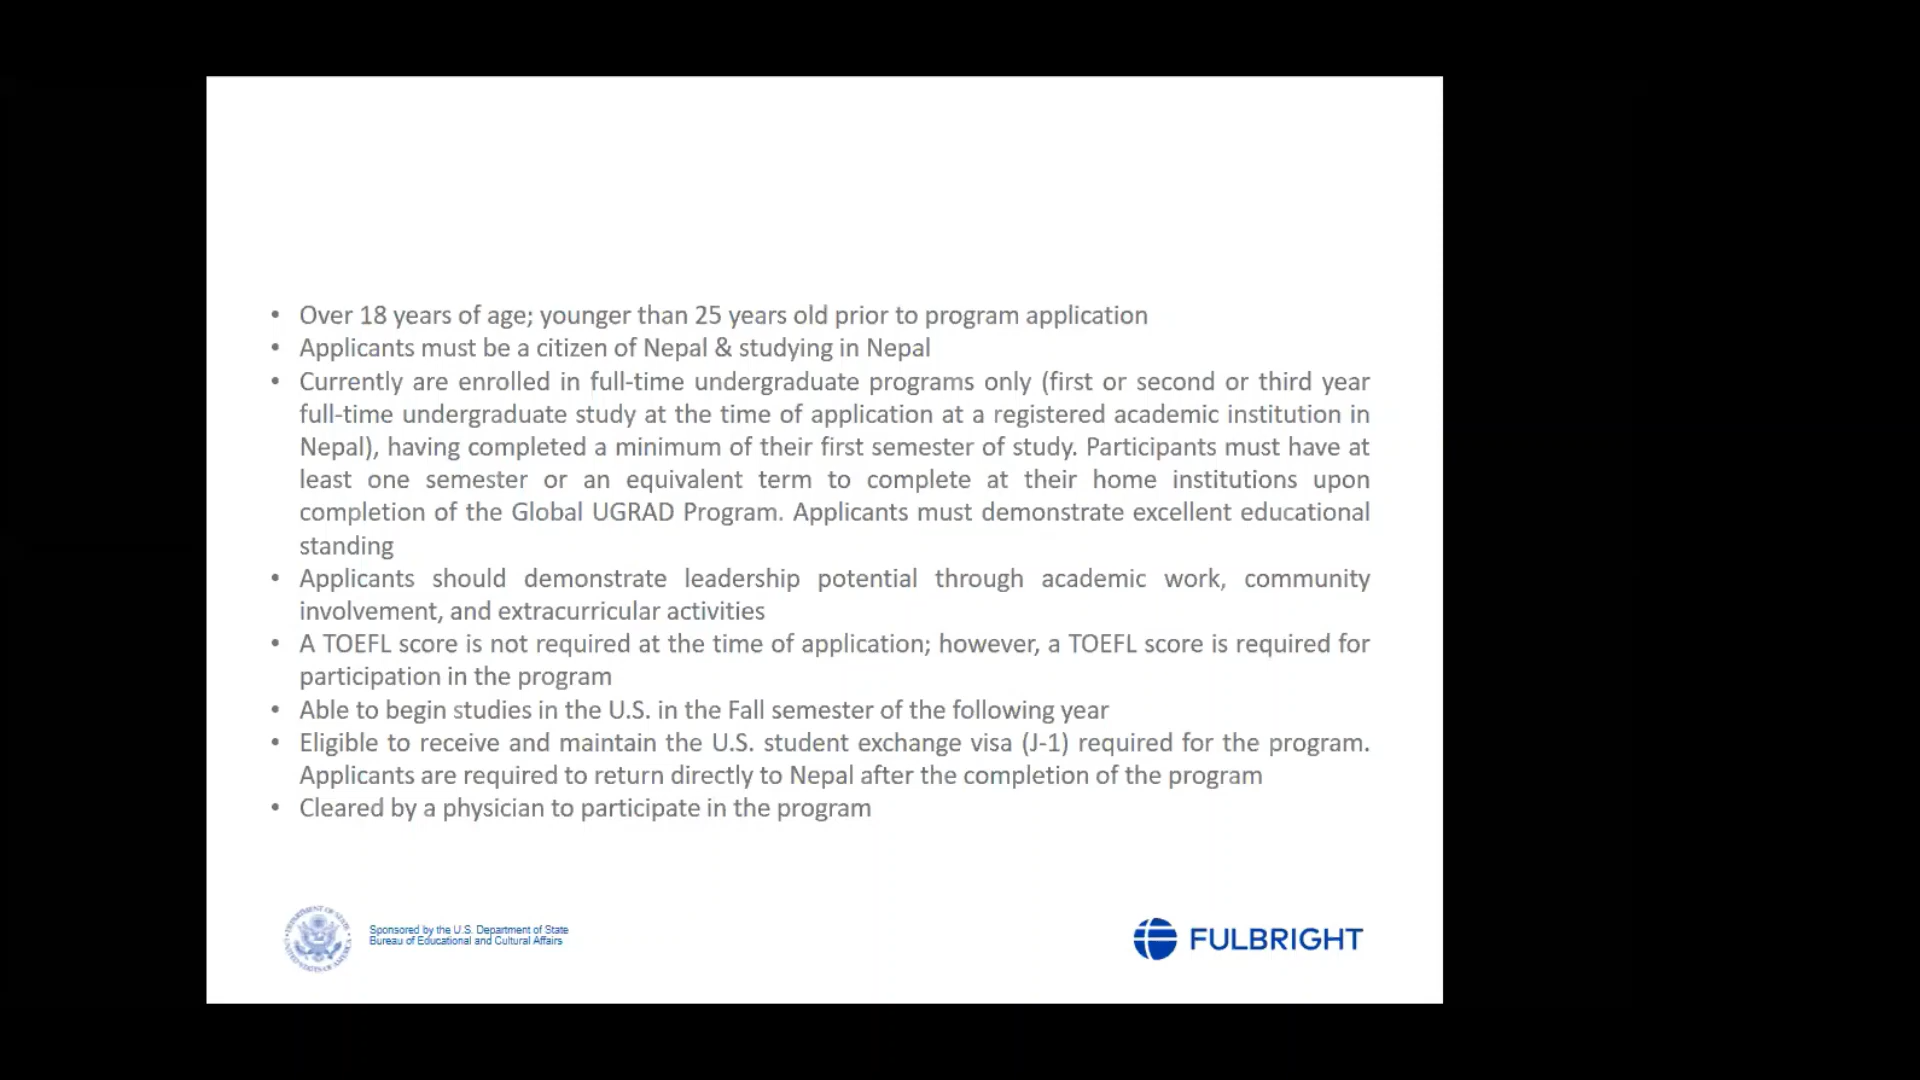 • Over 18 years of age; younger than 25 years old prior to program application
• Applicants must be a citizen of Nepal & studying in Nepal
• Currently are enrolled in full-time undergraduate programs only (first or second or third year
full-time undergraduate study at the time of application at a registered academic institution in
Nepal), having completed a minimum of their first semester of study. Participants must have at
least one semester or an equivalent term to complete at their home institutions upon
completion of the Global UGRAD Program. Applicants must demonstrate excellent educational
standing
• Applicants should demonstrate leadership potential through academic work, community
involvement, and extracurricular activities
• A TOEFL score is not required at the time of application; however, a TOEFL score is required for
participation in the program
• Able to begin studies in the U.S. in the Fall semester of the following year
• Eligible to receive and maintain the U.S. student exchange visa (J-1) required for the program.
Applicants are required to return directly to Nepal after the completion of the program
• Cleared by a physician to participate in the program
DEPARTMENT OF STATE
UNITED STATES OF AMERICA
Sponsored by the U.S. Department of State
Bureau of Educational and Cultural Affairs
FULBRIGHT